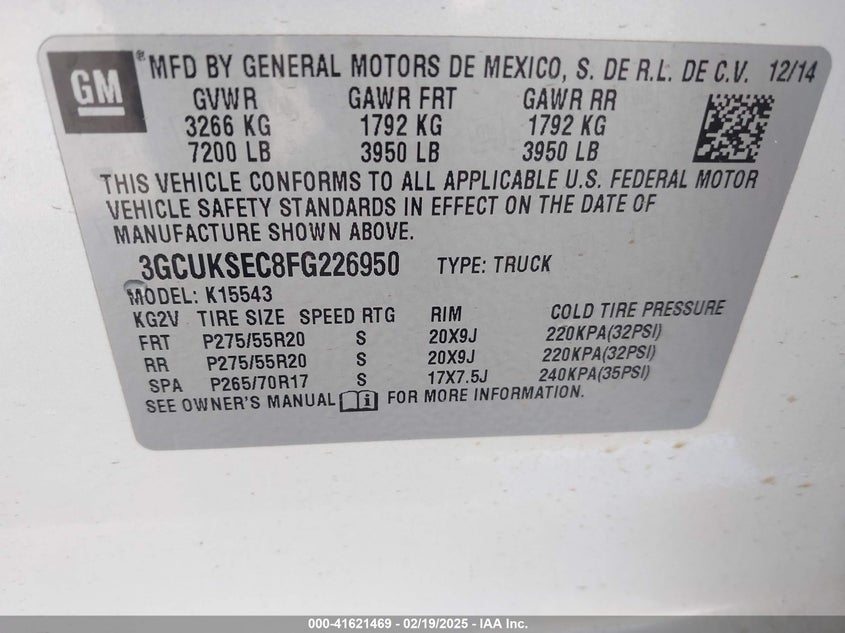 GM ® MFD BY GENERAL MOTORS DE MEXICO, S. DE R.L. DE C.V. 12/14
GVWR GAWR FRT GAWR RR
3266 KG 1792 KG 1792 KG
7200 LB 3950 LB 3950 LB
THIS VEHICLE CONFORMS TO ALL APPLICABLE U.S. FEDERAL MOTOR
VEHICLE SAFETY STANDARDS IN EFFECT ON THE DATE OF
MANUFACTURE SHOWN ABOVE.
3GCUKSEC8FG226950 TYPE: TRUCK
MODEL: K15543
KG2V TIRE SIZE SPEED RTG RIM COLD TIRE PRESSURE
FRT P275/55R20 S 20X9J 220KPA(32PSI)
RR P275/55R20 S 20X9J 220KPA(32PSI)
SPA P265/70R17 S 17X7.5J 240KPA(35PSI)
SEE OWNER'S MANUAL i FOR MORE INFORMATION.
000-41621469 - 02/19/2025 - IAA Inc.